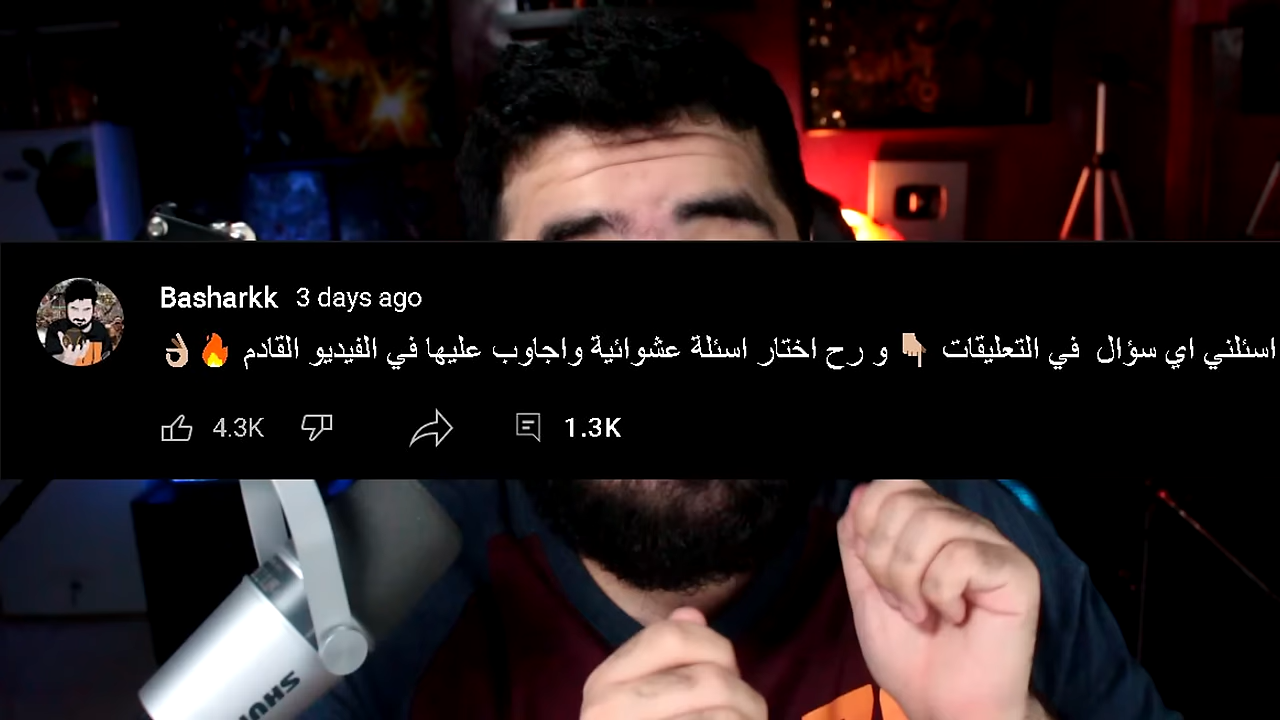 Basharkk 3 days ago
اسئلني اي سؤال في التعليقات 👇🏼 و رح اختار اسئلة عشوائية واجاوب عليها في الفيديو القادم 🔥👌🏼
4.3K 1.3K
SHU